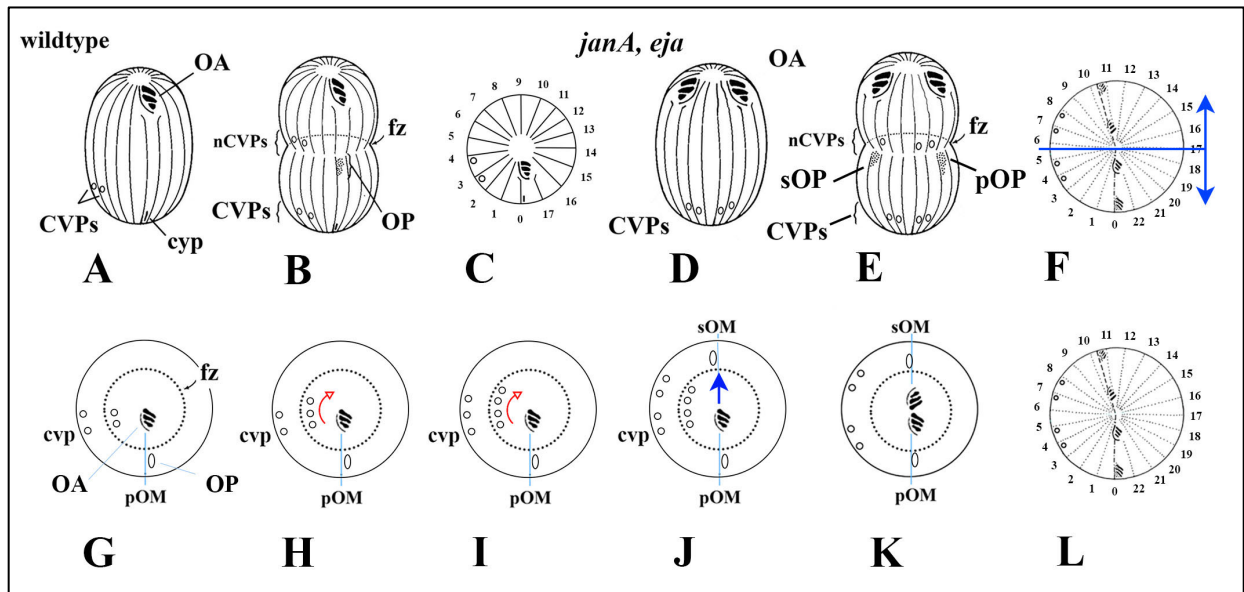 wildtype
janA, eja
OA
OA
nCVPs
fz
CVPs
cyp
CVPs
OP
A
B
0 1 2 3 4 5 6 7 8 9 10 11 12 13 14 15 16 17
C
CVPs
D
nCVPs
fz
sOP
pOP
CVPs
E
0 1 2 3 4 5 6 7 8 9 10 11 12 13 14 15 16 17 18 19 20 21 22
F
fz
cvp
OA
OP
pOM
G
cvp
pOM
H
cvp
pOM
I
sOM
cvp
pOM
J
sOM
pOM
K
0 1 2 3 4 5 6 7 8 9 10 11 12 13 14 15 16 17 18 19 20 21 22
L